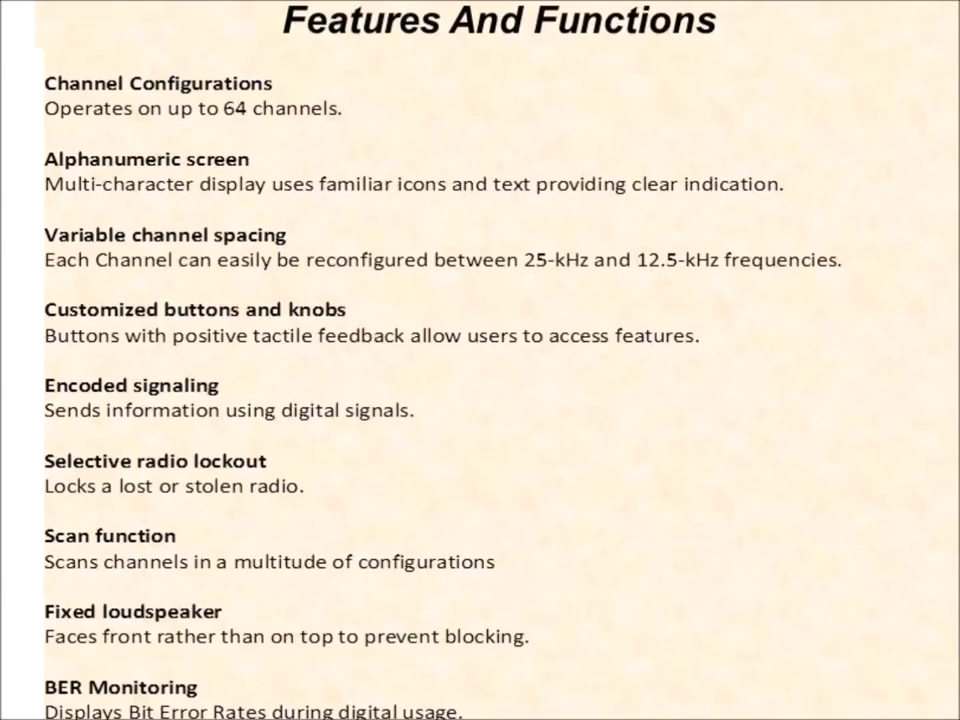 Features And Functions
Channel Configurations
Operates on up to 64 channels.
Alphanumeric screen
Multi-character display uses familiar icons and text providing clear indication.
Variable channel spacing
Each Channel can easily be reconfigured between 25-kHz and 12.5-kHz frequencies.
Customized buttons and knobs
Buttons with positive tactile feedback allow users to access features.
Encoded signaling
Sends information using digital signals.
Selective radio lockout
Locks a lost or stolen radio.
Scan function
Scans channels in a multitude of configurations
Fixed loudspeaker
Faces front rather than on top to prevent blocking.
BER Monitoring
Displays Bit Error Rates during digital usage.